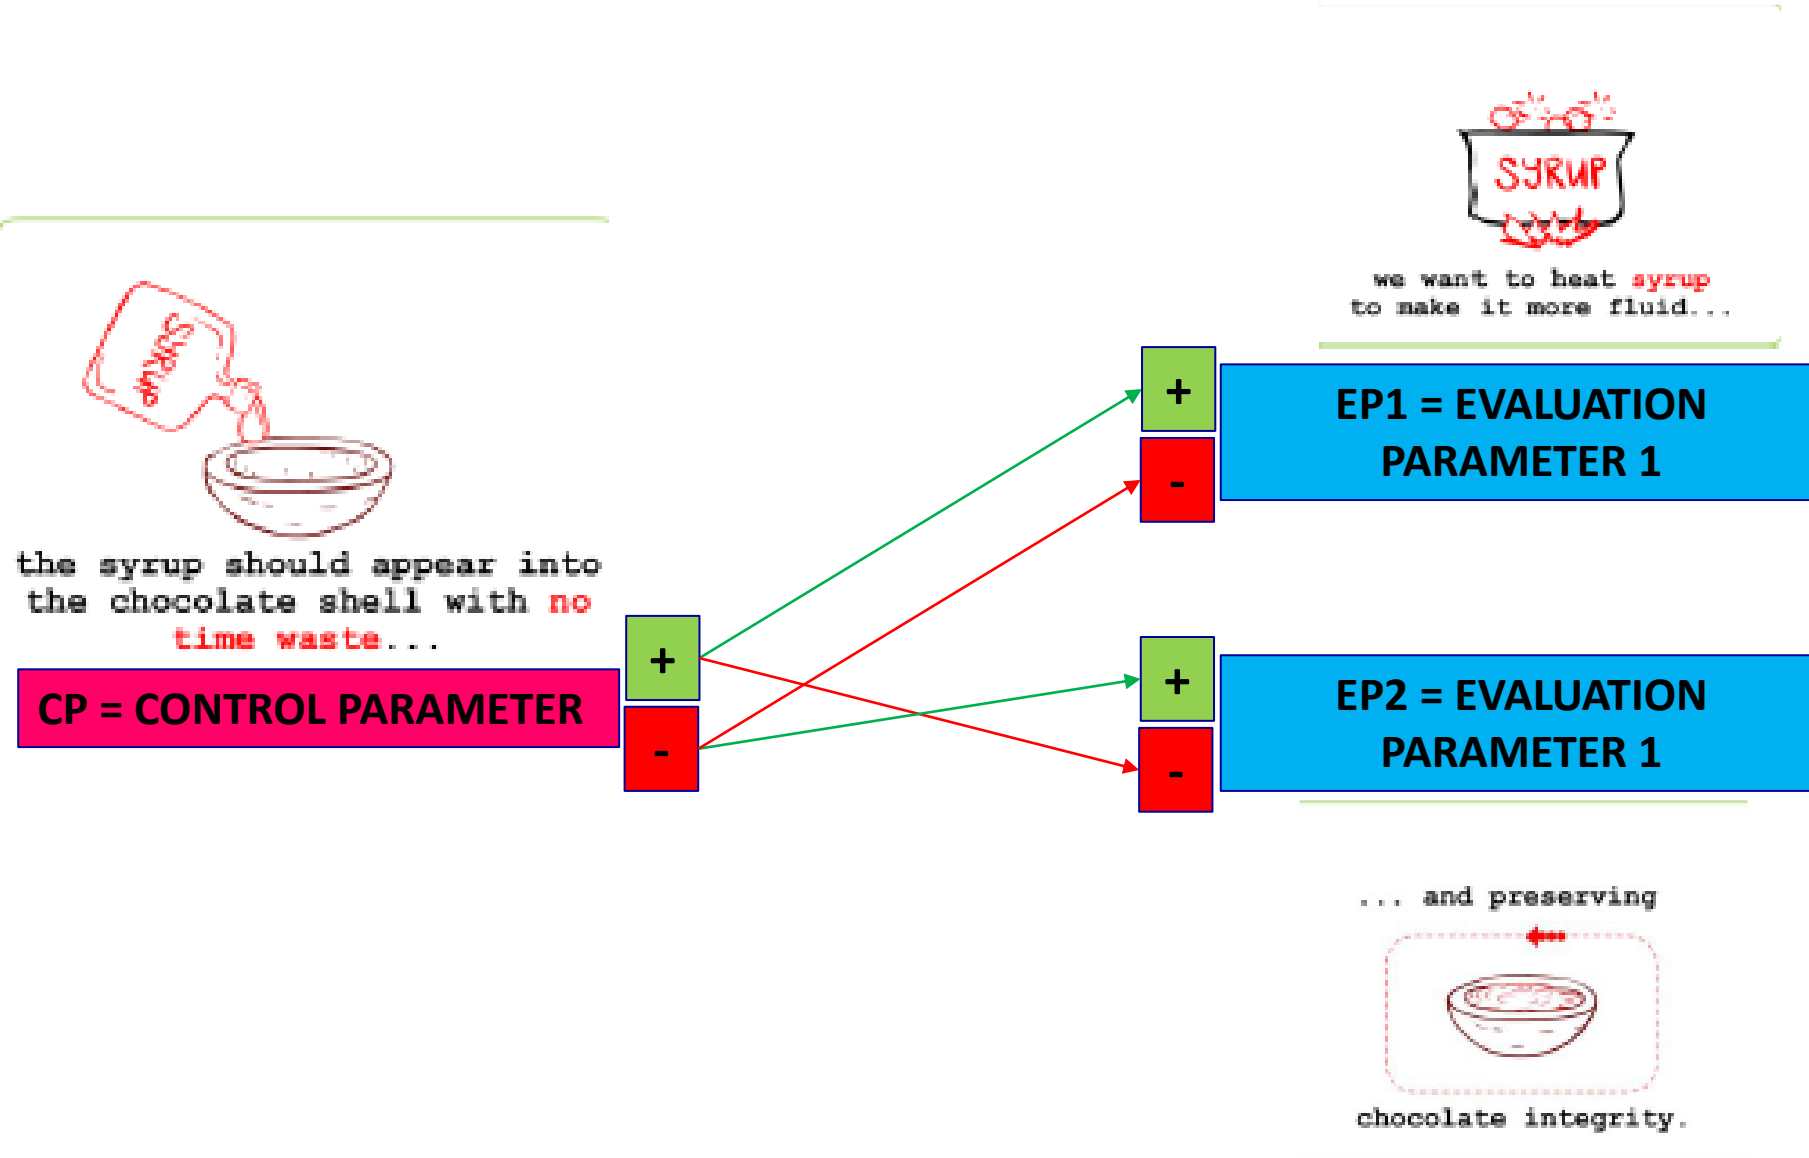 SYRUP
the syrup should appear into
the chocolate shell with no
time waste...
CP = CONTROL PARAMETER
+
-
SYRUP
we want to heat syrup
to make it more fluid...
+
-
EP1 = EVALUATION
PARAMETER 1
+
-
EP2 = EVALUATION
PARAMETER 1
... and preserving
chocolate integrity.